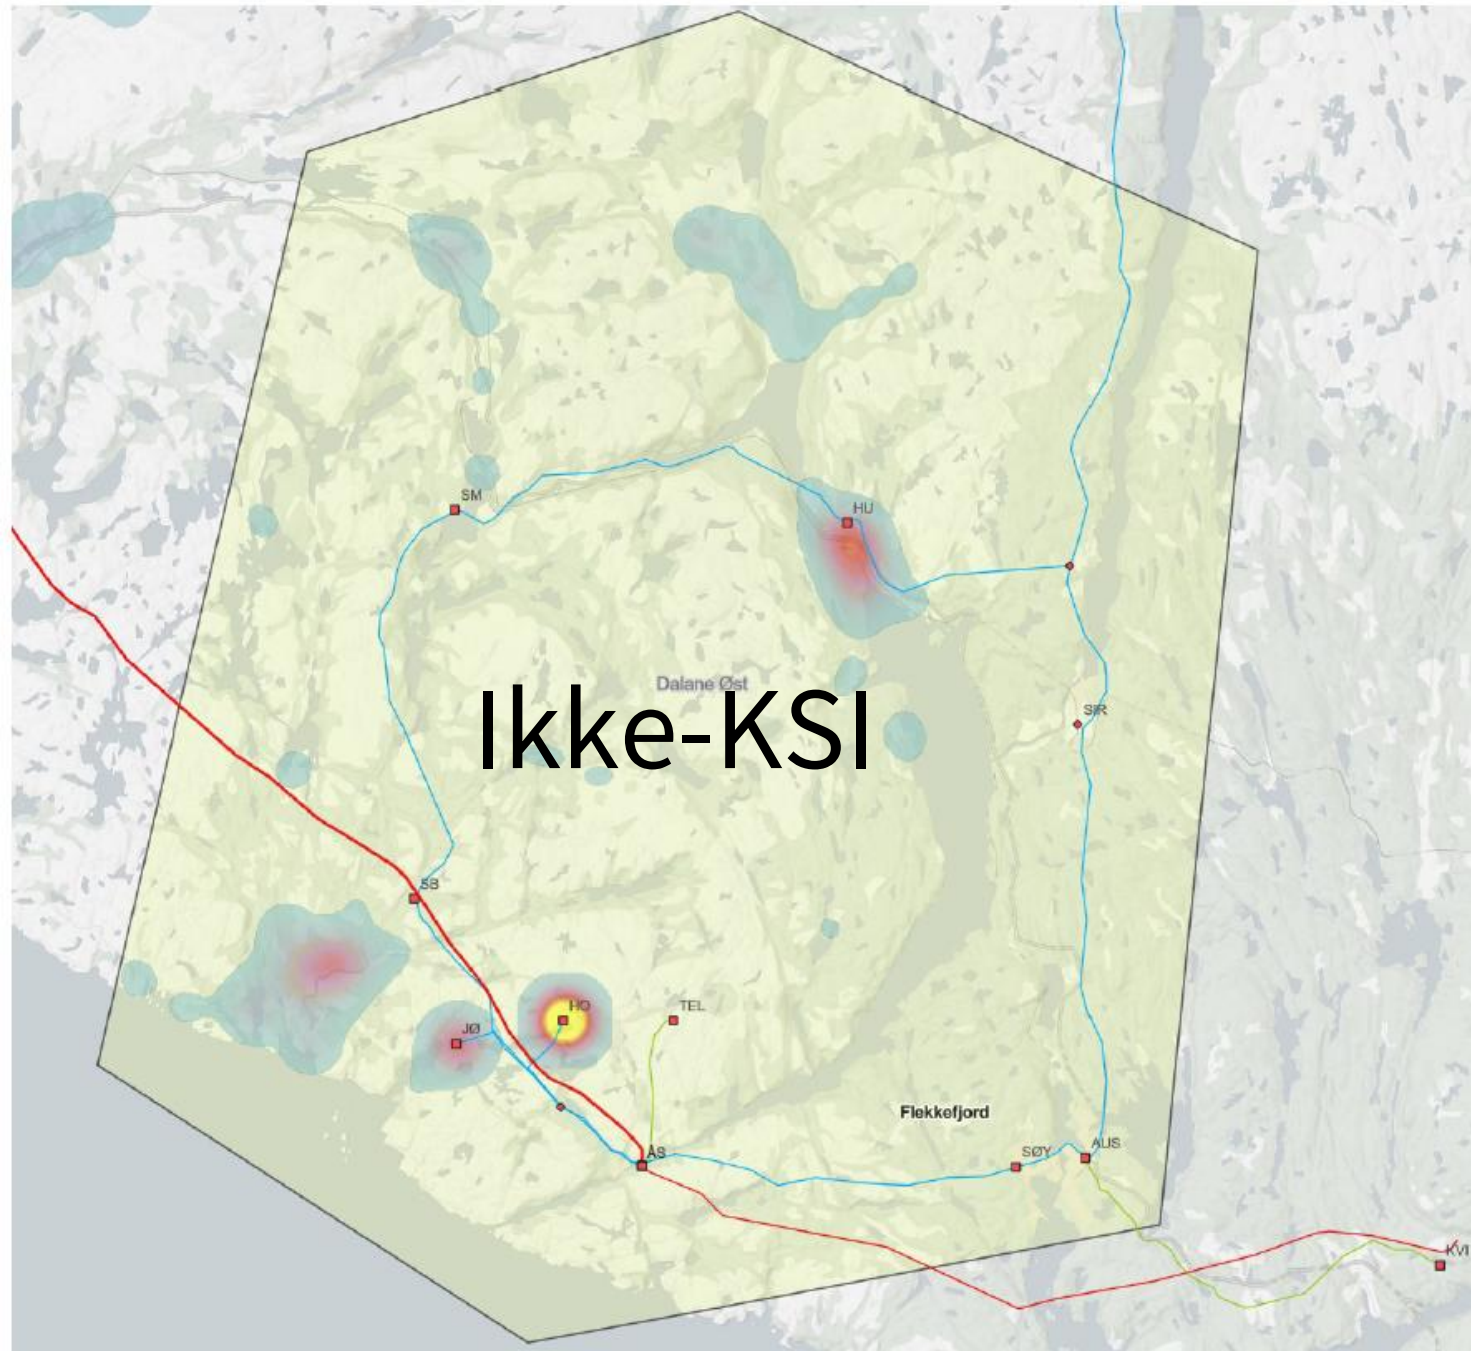 SM
HU
Dalane Øst
Ikke-KSI
SIR
SB
HO
TEL
JØ
Flekkefjord
ÅS
SØY
AUS
KVI